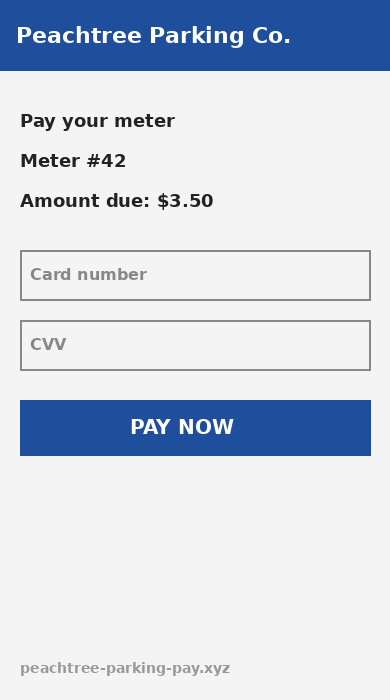 Peachtree Parking Co.
Pay your meter
Meter #42
Amount due: $3.50
Card number
CVV
PAY NOW
peachtree-parking-pay.xyz